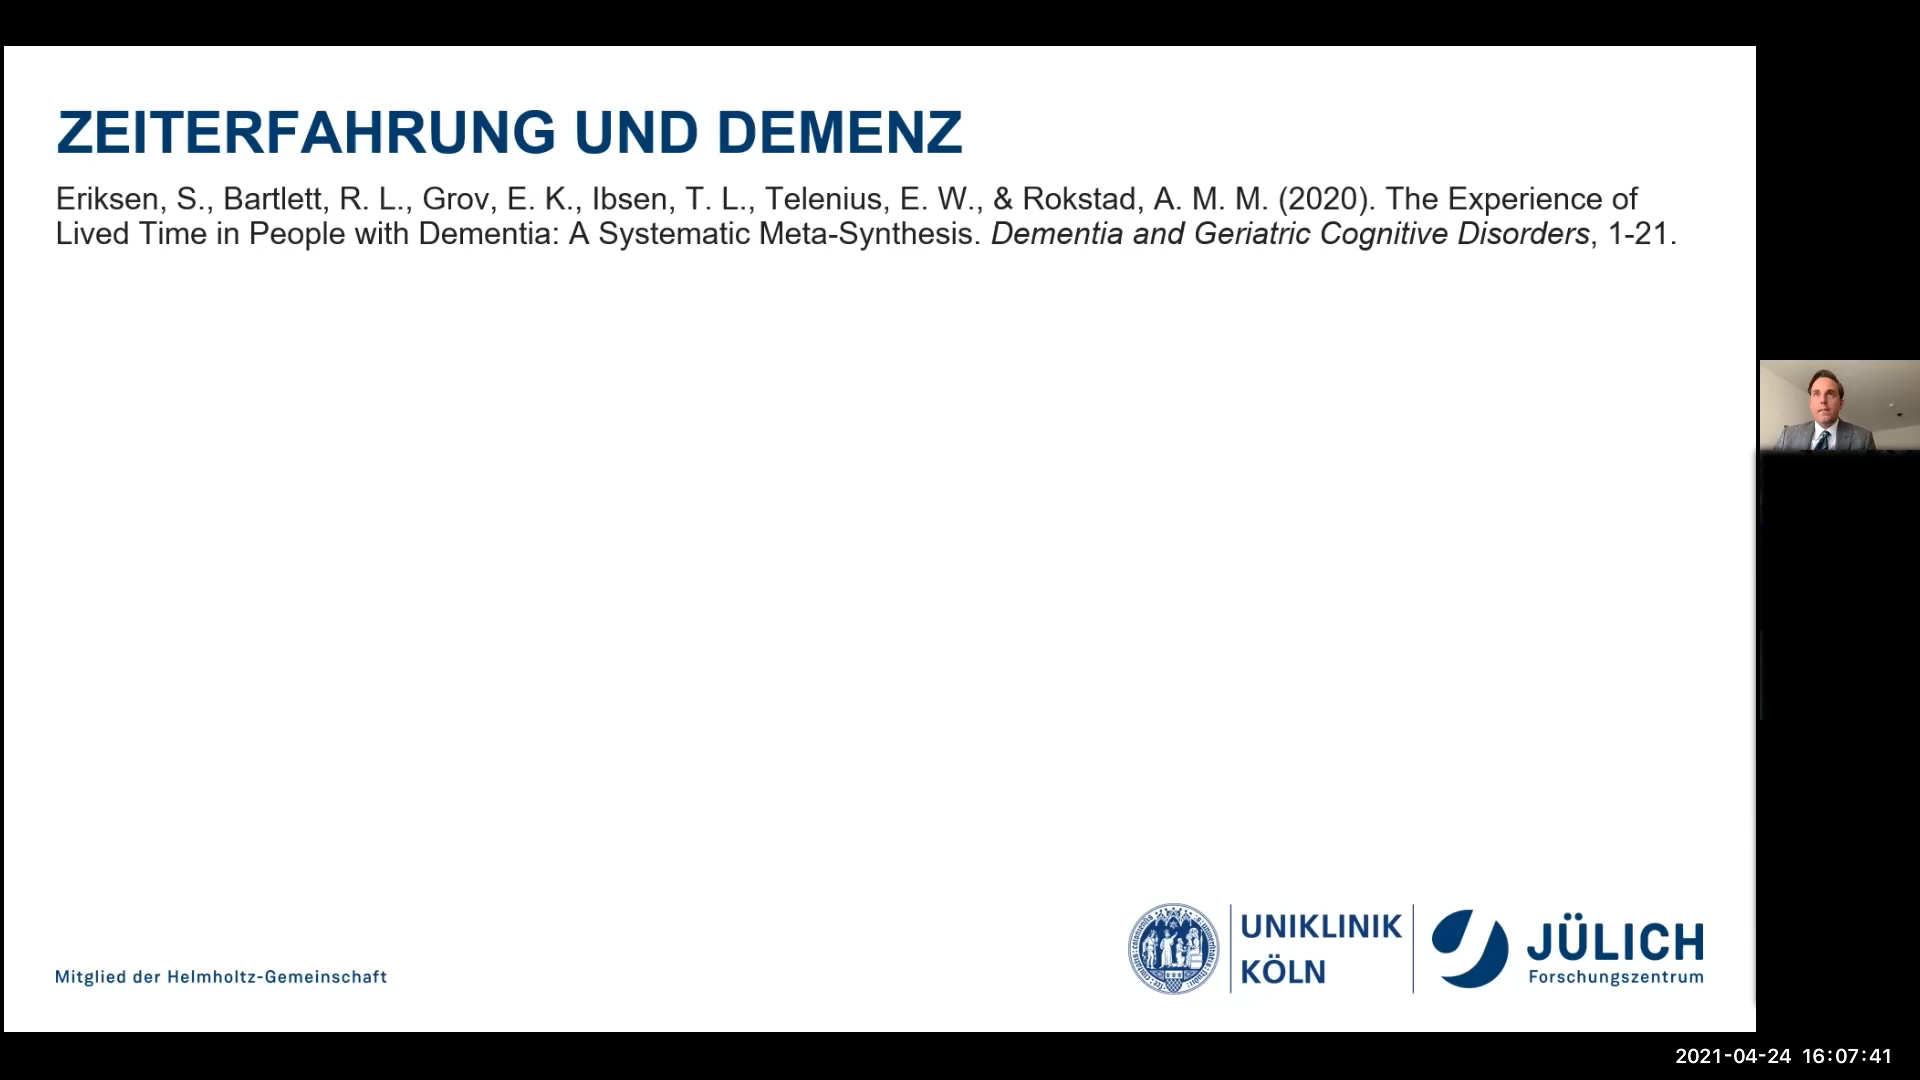 ZEITERFAHRUNG UND DEMENZ
Eriksen, S., Bartlett, R. L., Grov, E. K., Ibsen, T. L., Telenius, E. W., & Rokstad, A. M. M. (2020). The Experience of
Lived Time in People with Dementia: A Systematic Meta-Synthesis. Dementia and Geriatric Cognitive Disorders, 1-21.
Mitglied der Helmholtz-Gemeinschaft
UNIKLINIK
KÖLN
JÜLICH
Forschungszentrum
2021-04-24 16:07:41